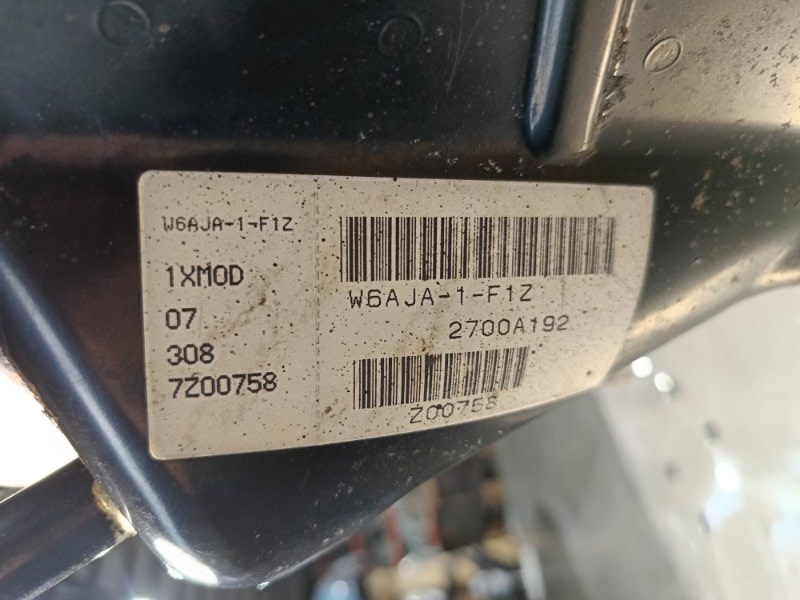 W6AJA-1-F1Z
1XMOD
07
308
7Z00758
W6AJA-1-F1Z
2700A192
Z00758